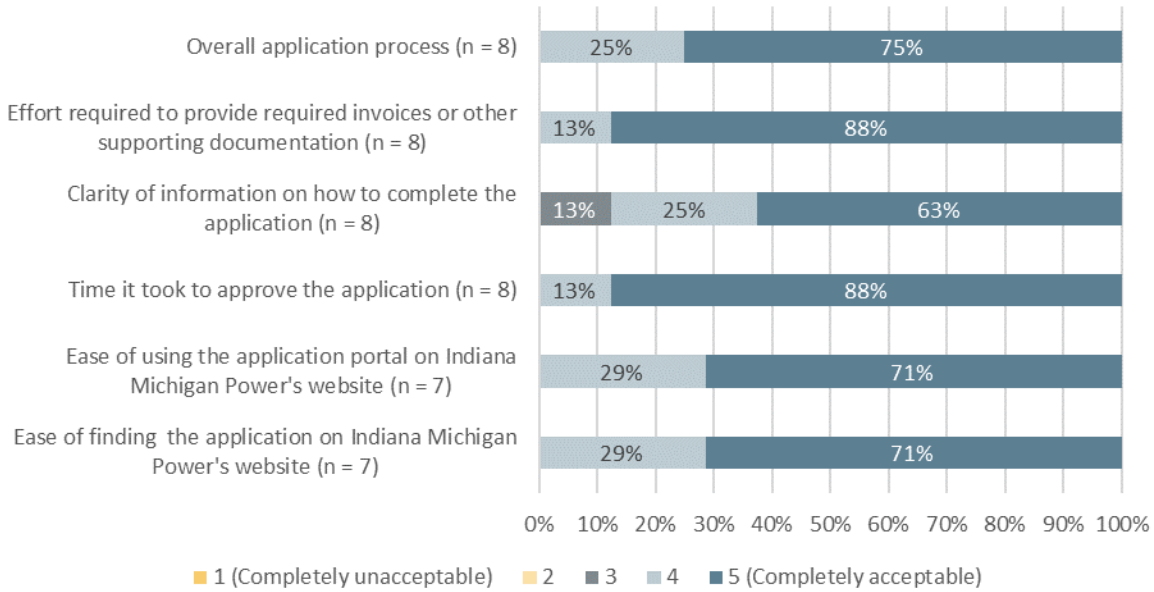 Overall application process (n = 8)
25%
75%
Effort required to provide required invoices or other
supporting documentation (n = 8)
13%
88%
Clarity of information on how to complete the
application (n = 8)
13%
25%
63%
Time it took to approve the application (n = 8)
13%
88%
Ease of using the application portal on Indiana
Michigan Power's website (n = 7)
29%
71%
Ease of finding  the application on Indiana Michigan
Power's website (n = 7)
29%
71%
0% 10% 20% 30% 40% 50% 60% 70% 80% 90% 100%
1 (Completely unacceptable) 2 3 4 5 (Completely acceptable)